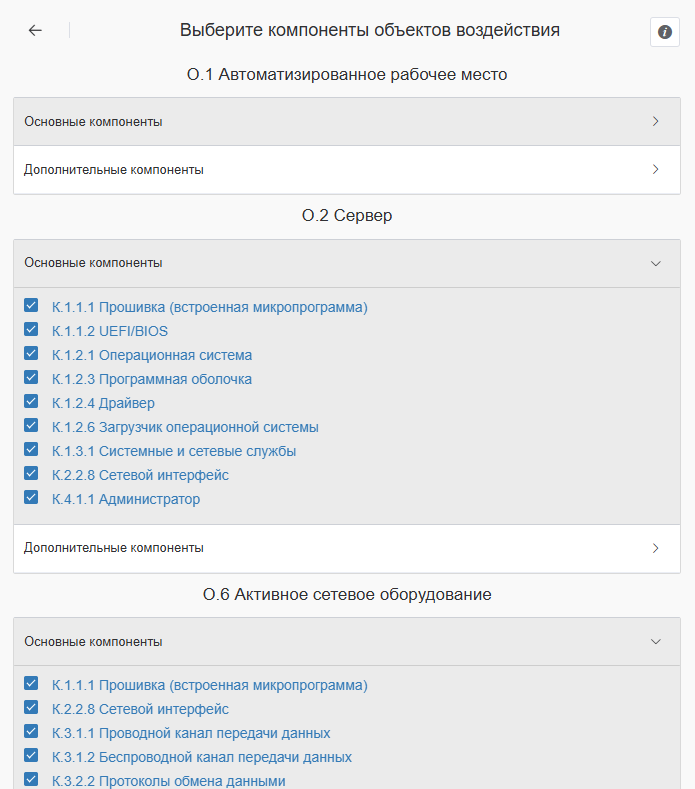 Выберите компоненты объектов воздействия
О.1 Автоматизированное рабочее место
Основные компоненты
Дополнительные компоненты
О.2 Сервер
Основные компоненты
К.1.1.1 Прошивка (встроенная микропрограмма)
К.1.1.2 UEFI/BIOS
К.1.2.1 Операционная система
К.1.2.3 Программная оболочка
К.1.2.4 Драйвер
К.1.2.6 Загрузчик операционной системы
К.1.3.1 Системные и сетевые службы
К.2.2.8 Сетевой интерфейс
К.4.1.1 Администратор
Дополнительные компоненты
О.6 Активное сетевое оборудование
Основные компоненты
К.1.1.1 Прошивка (встроенная микропрограмма)
К.2.2.8 Сетевой интерфейс
К.3.1.1 Проводной канал передачи данных
К.3.1.2 Беспроводной канал передачи данных
К.3.2.2 Протоколы обмена данными